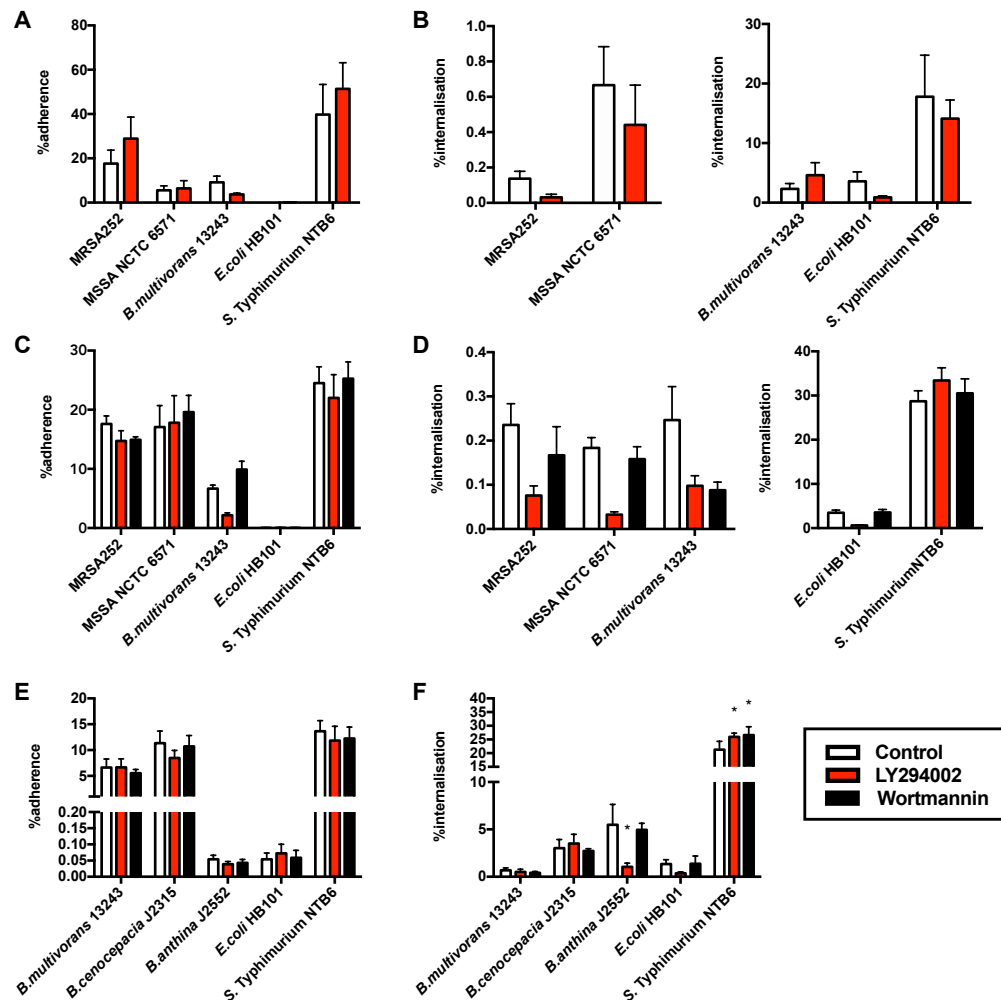 A
%adherence
80
60
40
20
0
MRSA252
MSSA NCTC 6571
B.multivorans 13243
E.coli HB101
S. Typhimurium NTB6
B
%internalisation
1.0
0.8
0.6
0.4
0.2
0.0
MRSA252
MSSA NCTC 6571
%internalisation
30
20
10
0
B.multivorans 13243
E.coli HB101
S. Typhimurium NTB6
C
%adherence
30
20
10
0
MRSA252
MSSA NCTC 6571
B.multivorans 13243
E.coli HB101
S. Typhimurium NTB6
D
%internalisation
0.4
0.3
0.2
0.1
0.0
MRSA252
MSSA NCTC 6571
B.multivorans 13243
%internalisation
40
30
20
10
0
E.coli HB101
S. TyphimuriumNTB6
E
%adherence
20
15
10
5
0.20
0.15
0.10
0.05
0.00
B.multivorans 13243
B.cenocepacia J2315
B.anthina J2552
E.coli HB101
S. Typhimurium NTB6
F
%internalisation
40
35
30
25
20
15
10
5
0
*
* *
B.multivorans 13243
B.cenocepacia J2315
B.anthina J2552
E.coli HB101
S. Typhimurium NTB6
Control
LY294002
Wortmannin